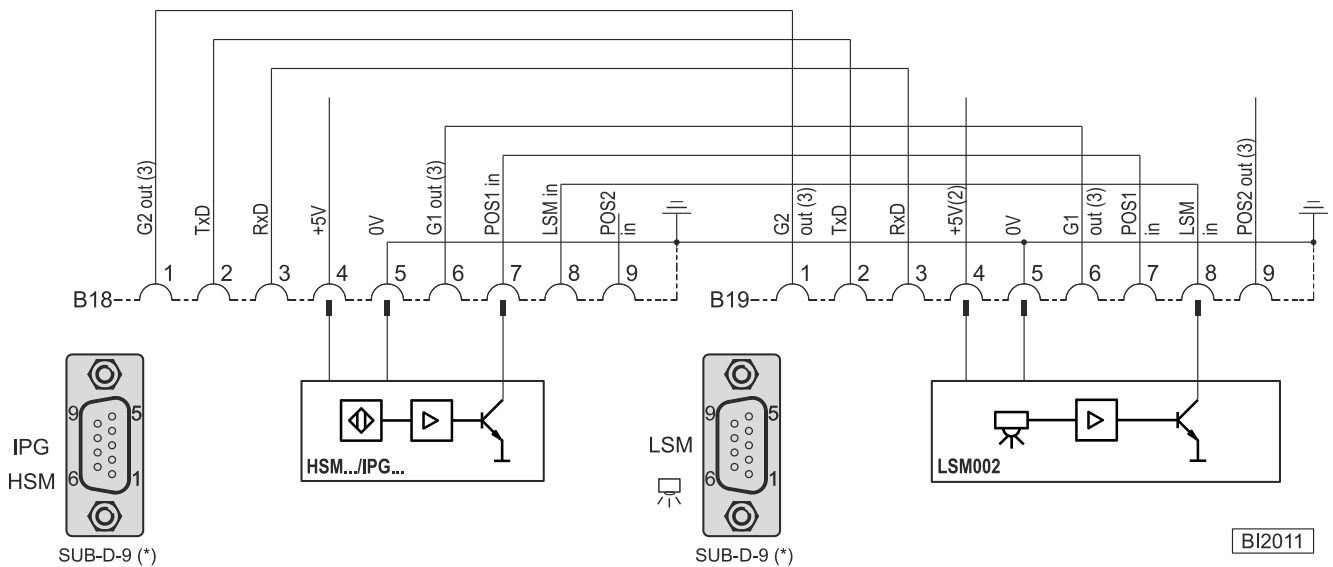 G2 out (3)
TxD
RxD
+5V
0V
G1 out (3)
POS1 in
LSM in
POS2
in
G2
out (3)
TxD
RxD
+5V(2)
0V
G1
out (3)
POS1
in
LSM
in
POS2 out (3)
B18
1 2 3 4 5 6 7 8 9
B19
1 2 3 4 5 6 7 8 9
9 5
6 1
IPG
HSM
SUB-D-9 (*)
HSM.../IPG...
9 5
6 1
LSM
SUB-D-9 (*)
LSM002
BI2011